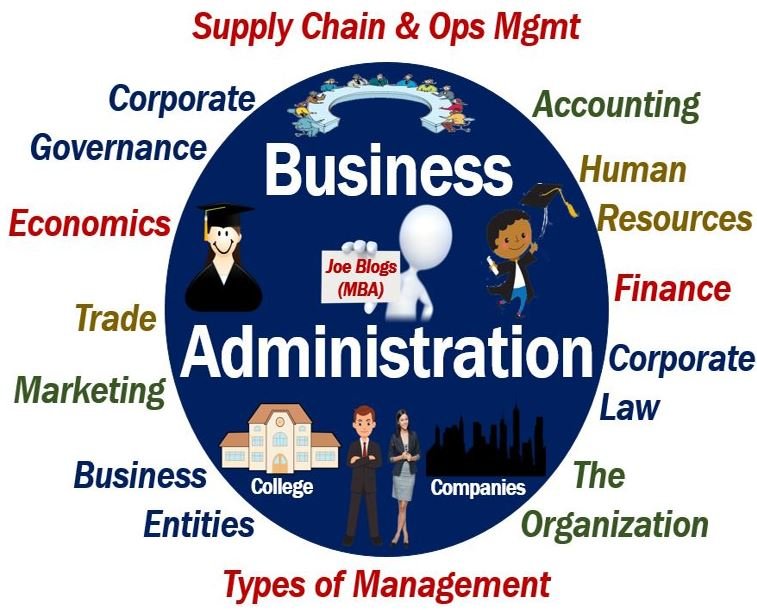 Supply Chain & Ops Mgmt
Corporate
Governance
Accounting
Human
Resources
Economics
Business
Joe Blogs
(MBA)
Finance
Trade
Administration
Corporate
Law
Marketing
College
Companies
Business
Entities
The
Organization
Types of Management